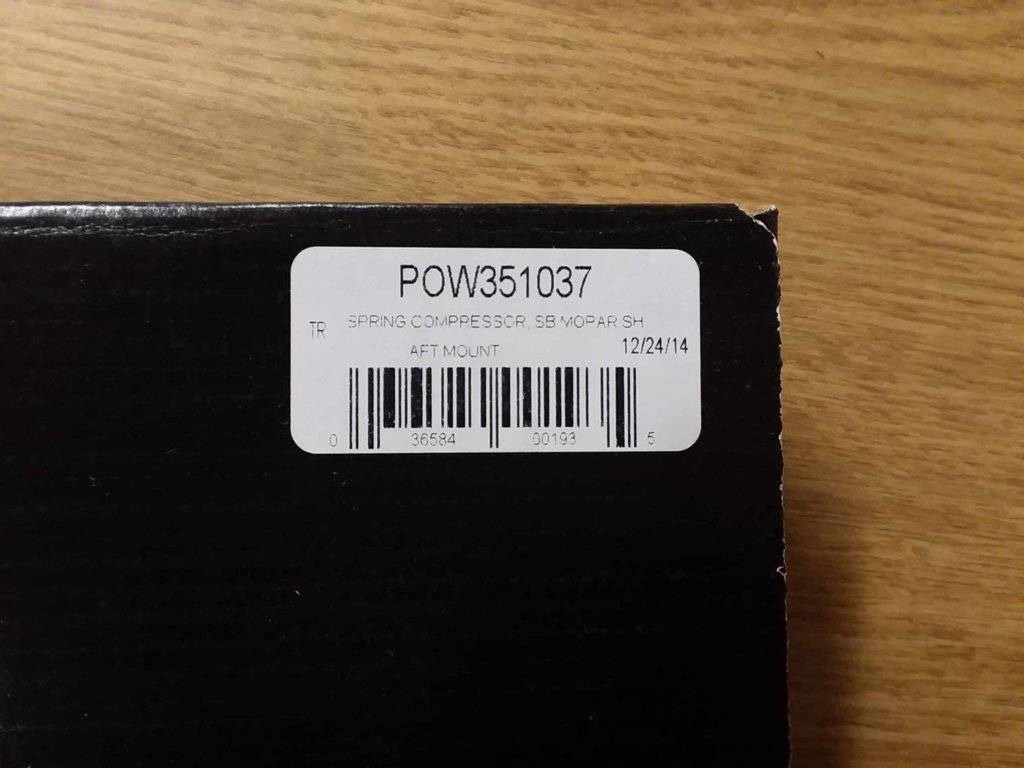 POW351037
TR SPRING COMPRESSOR, SB MOPAR SH
AFT MOUNT 12/24/14
0 36584 00193 5